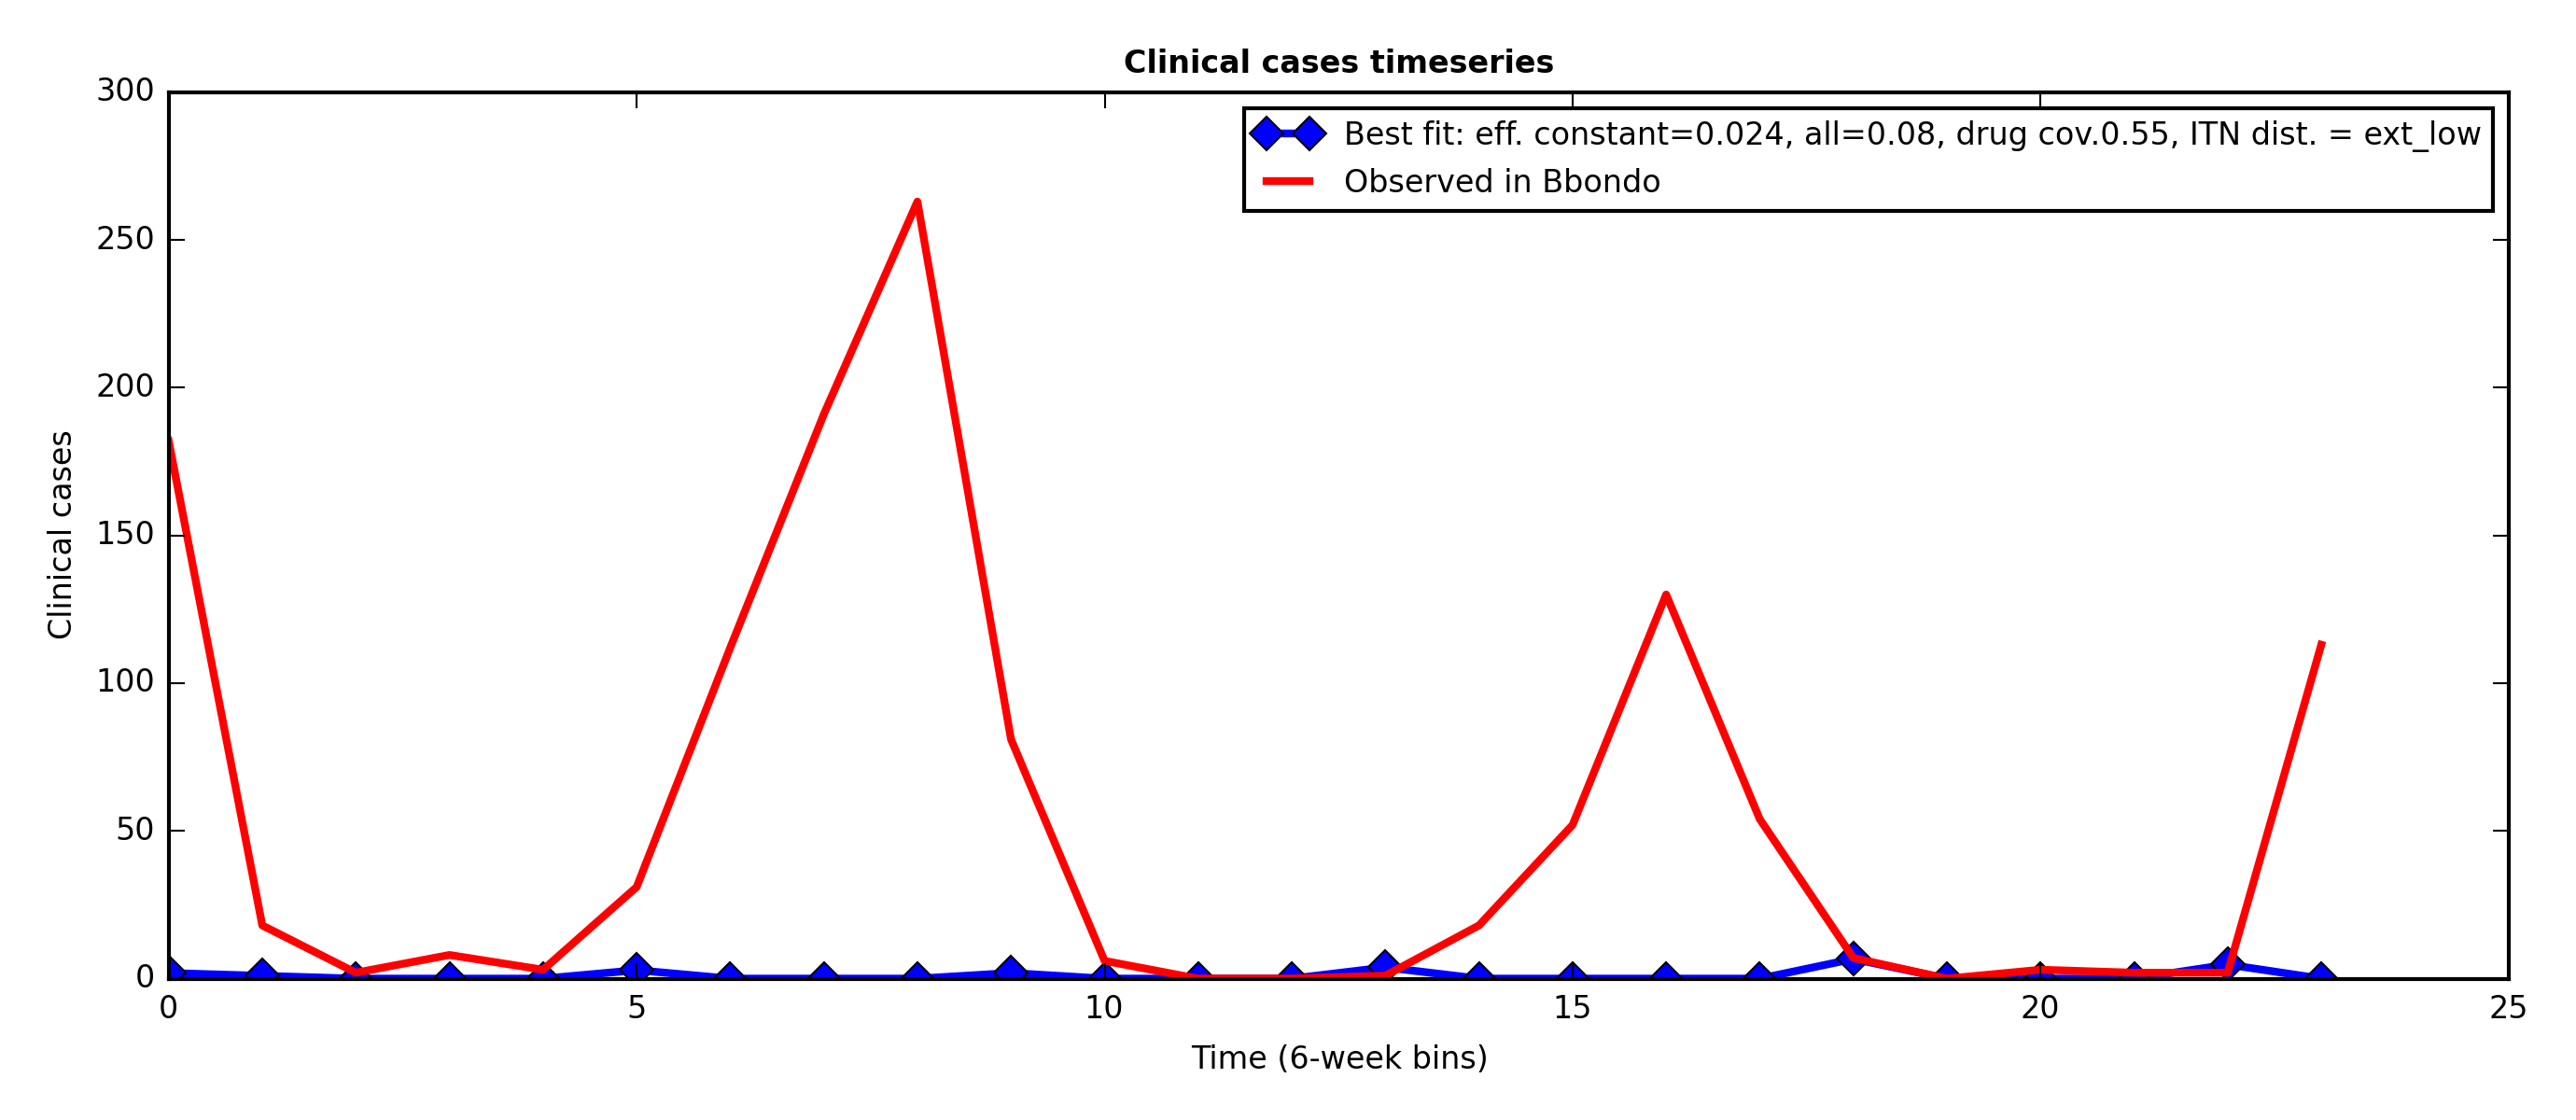 Clinical cases timeseries
300
250
200
150
100
50
0
Clinical cases
Best fit: eff. constant=0.024, all=0.08, drug cov.0.55, ITN dist. = ext_low
Observed in Bbondo
0 5 10 15 20 25
Time (6-week bins)